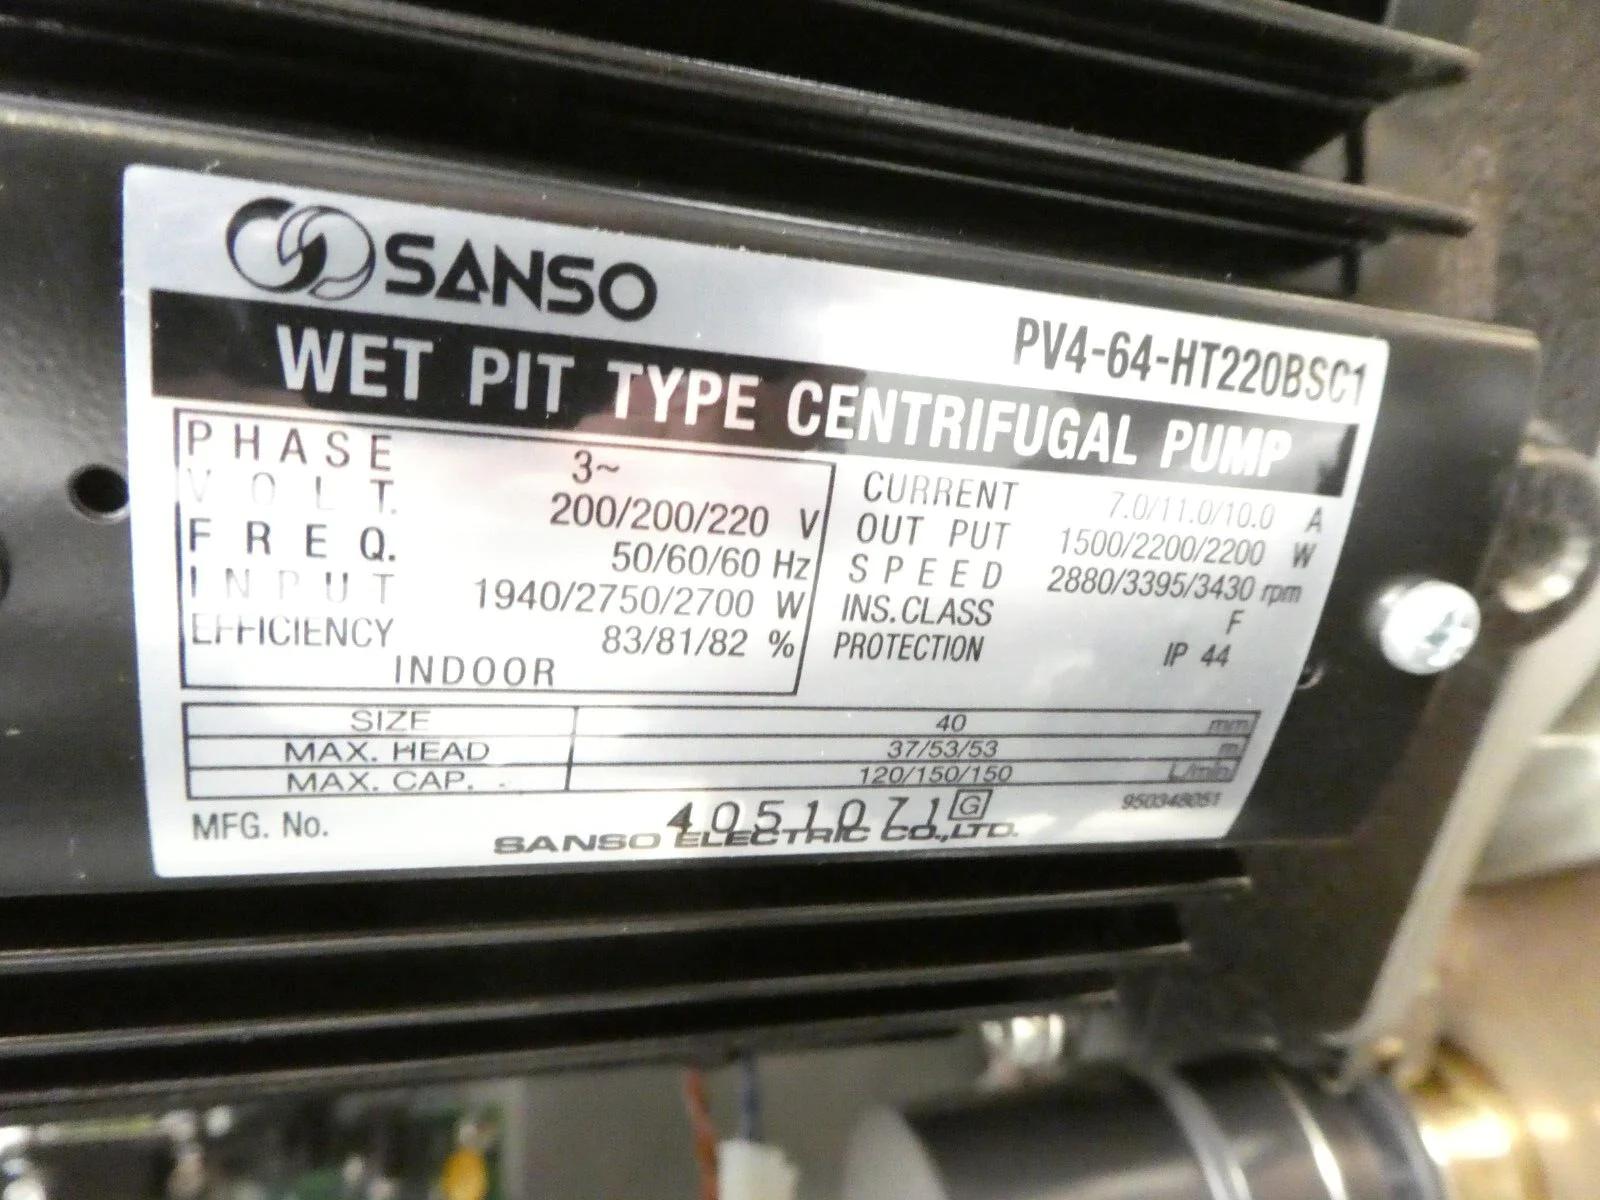 SANSO
PV4-64-HT220BSC1
WET PIT TYPE CENTRIFUGAL PUMP
PHASE 3~
VOLT. 200/200/220 V
FREQ. 50/60/60 Hz
INPUT 1940/2750/2700 W
EFFICIENCY 83/81/82 %
INDOOR
CURRENT 7.0/11.0/10.0 A
OUT PUT 1500/2200/2200 W
SPEED 2880/3395/3430 rpm
INS.CLASS F
PROTECTION IP 44
SIZE 40 mm
MAX. HEAD 37/53/53 m
MAX. CAP. 120/150/150 L/min
MFG. No. 4051071 G
950348051
SANSO ELECTRIC CO.,LTD.